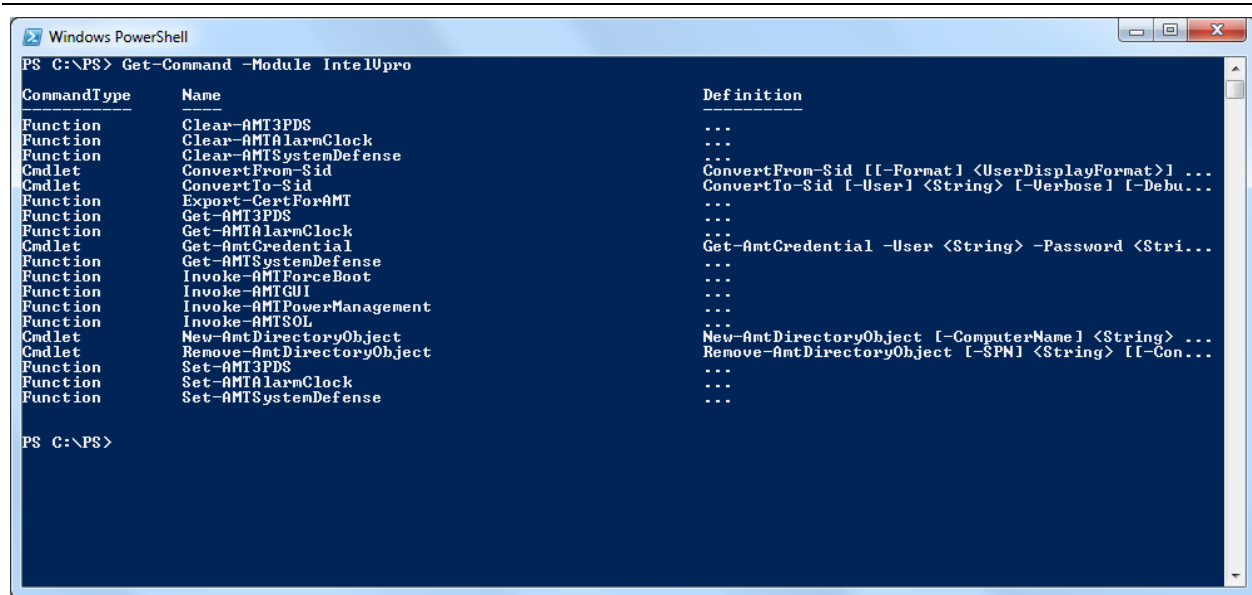 Windows PowerShell
PS C:\PS> Get-Command -Module IntelVpro
CommandType Name Definition
----------- ---- ----------
Function Clear-AMT3PDS ...
Function Clear-AMTAlarmClock ...
Function Clear-AMTSystemDefense ...
Cmdlet ConvertFrom-Sid ConvertFrom-Sid [[-Format] <UserDisplayFormat>] ...
Cmdlet ConvertTo-Sid ConvertTo-Sid [-User] <String> [-Verbose] [-Debu...
Function Export-CertForAMT ...
Function Get-AMT3PDS ...
Function Get-AMTAlarmClock ...
Cmdlet Get-AmtCredential Get-AmtCredential -User <String> -Password <Stri...
Function Get-AMTSystemDefense ...
Function Invoke-AMTForceBoot ...
Function Invoke-AMTGUI ...
Function Invoke-AMTPowerManagement ...
Function Invoke-AMTSOL ...
Cmdlet New-AmtDirectoryObject New-AmtDirectoryObject [-ComputerName] <String> ...
Cmdlet Remove-AmtDirectoryObject Remove-AmtDirectoryObject [-SPN] <String> [[-Con...
Function Set-AMT3PDS ...
Function Set-AMTAlarmClock ...
Function Set-AMTSystemDefense ...
PS C:\PS>